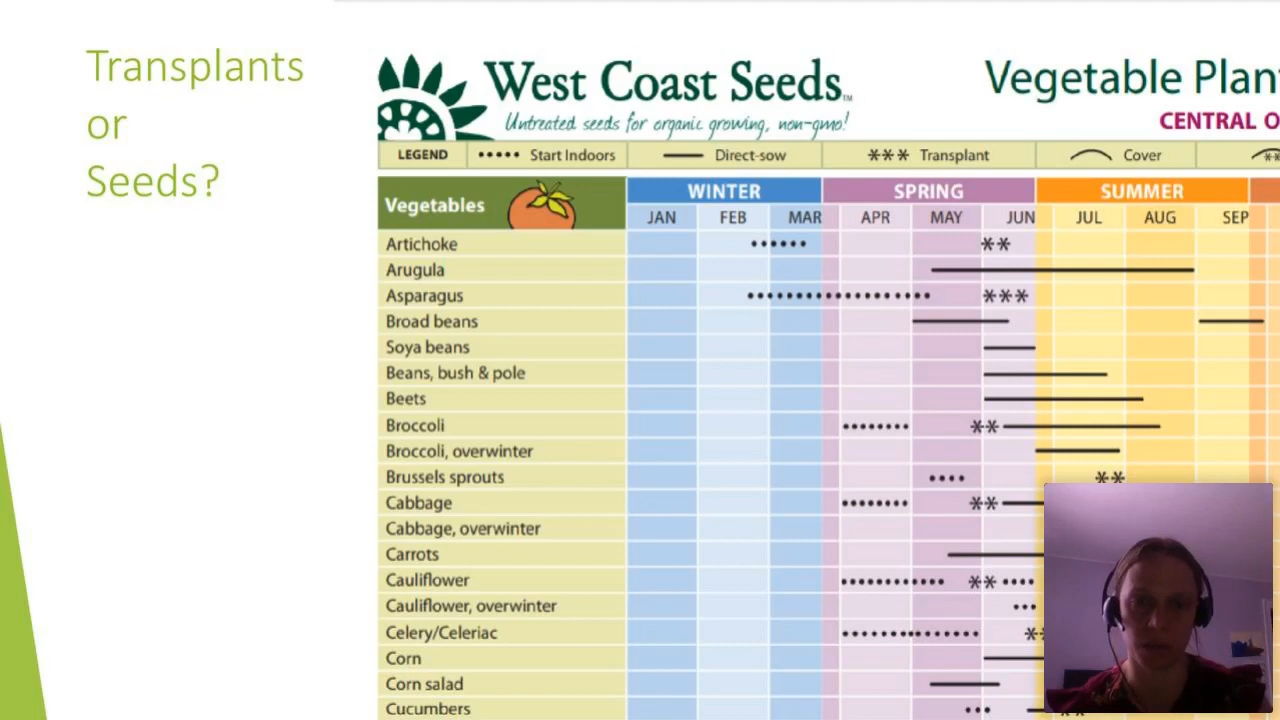 Transplants
or
Seeds?
West Coast Seeds™
Untreated seeds for organic growing, non-gmo!
Vegetable Plan
CENTRAL O
LEGEND ••••• Start Indoors Direct-sow *** Transplant Cover
Vegetables
WINTER SPRING SUMMER
JAN FEB MAR APR MAY JUN JUL AUG SEP
Artichoke
Arugula
Asparagus
Broad beans
Soya beans
Beans, bush & pole
Beets
Broccoli
Broccoli, overwinter
Brussels sprouts
Cabbage
Cabbage, overwinter
Carrots
Cauliflower
Cauliflower, overwinter
Celery/Celeriac
Corn
Corn salad
Cucumbers